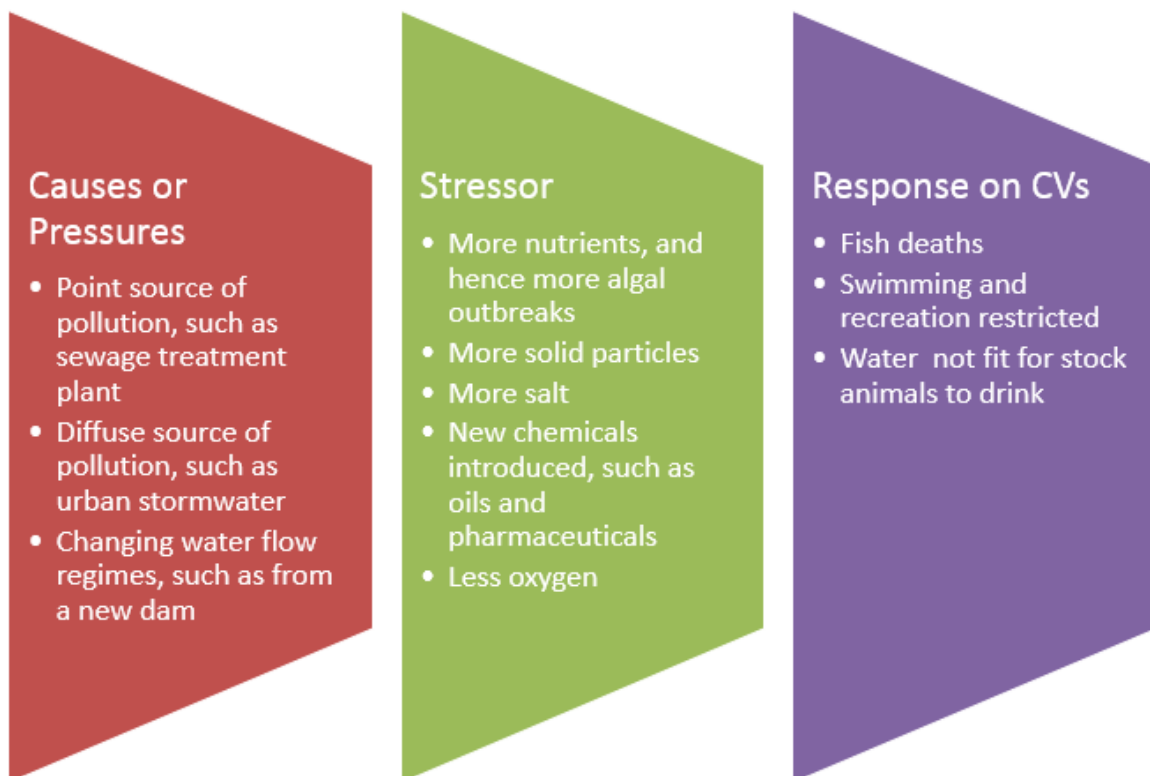 Causes or
Pressures
• Point source of
pollution, such as
sewage treatment
plant
• Diffuse source of
pollution, such as
urban stormwater
• Changing water flow
regimes, such as from
a new dam
Stressor
• More nutrients, and
hence more algal
outbreaks
• More solid particles
• More salt
• New chemicals
introduced, such as
oils and
pharmaceuticals
• Less oxygen
Response on CVs
• Fish deaths
• Swimming and
recreation restricted
• Water  not fit for stock
animals to drink